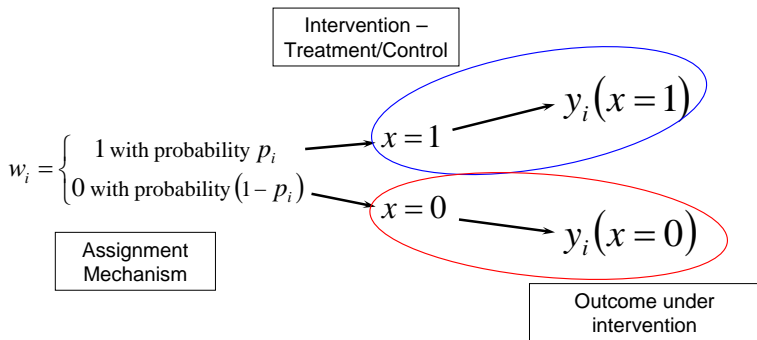 Intervention –
Treatment/Control
y_i(x = 1)
x = 1
w_i = { 1 with probability p_i
0 with probability (1 − p_i)
x = 0
y_i(x = 0)
Assignment
Mechanism
Outcome under
intervention